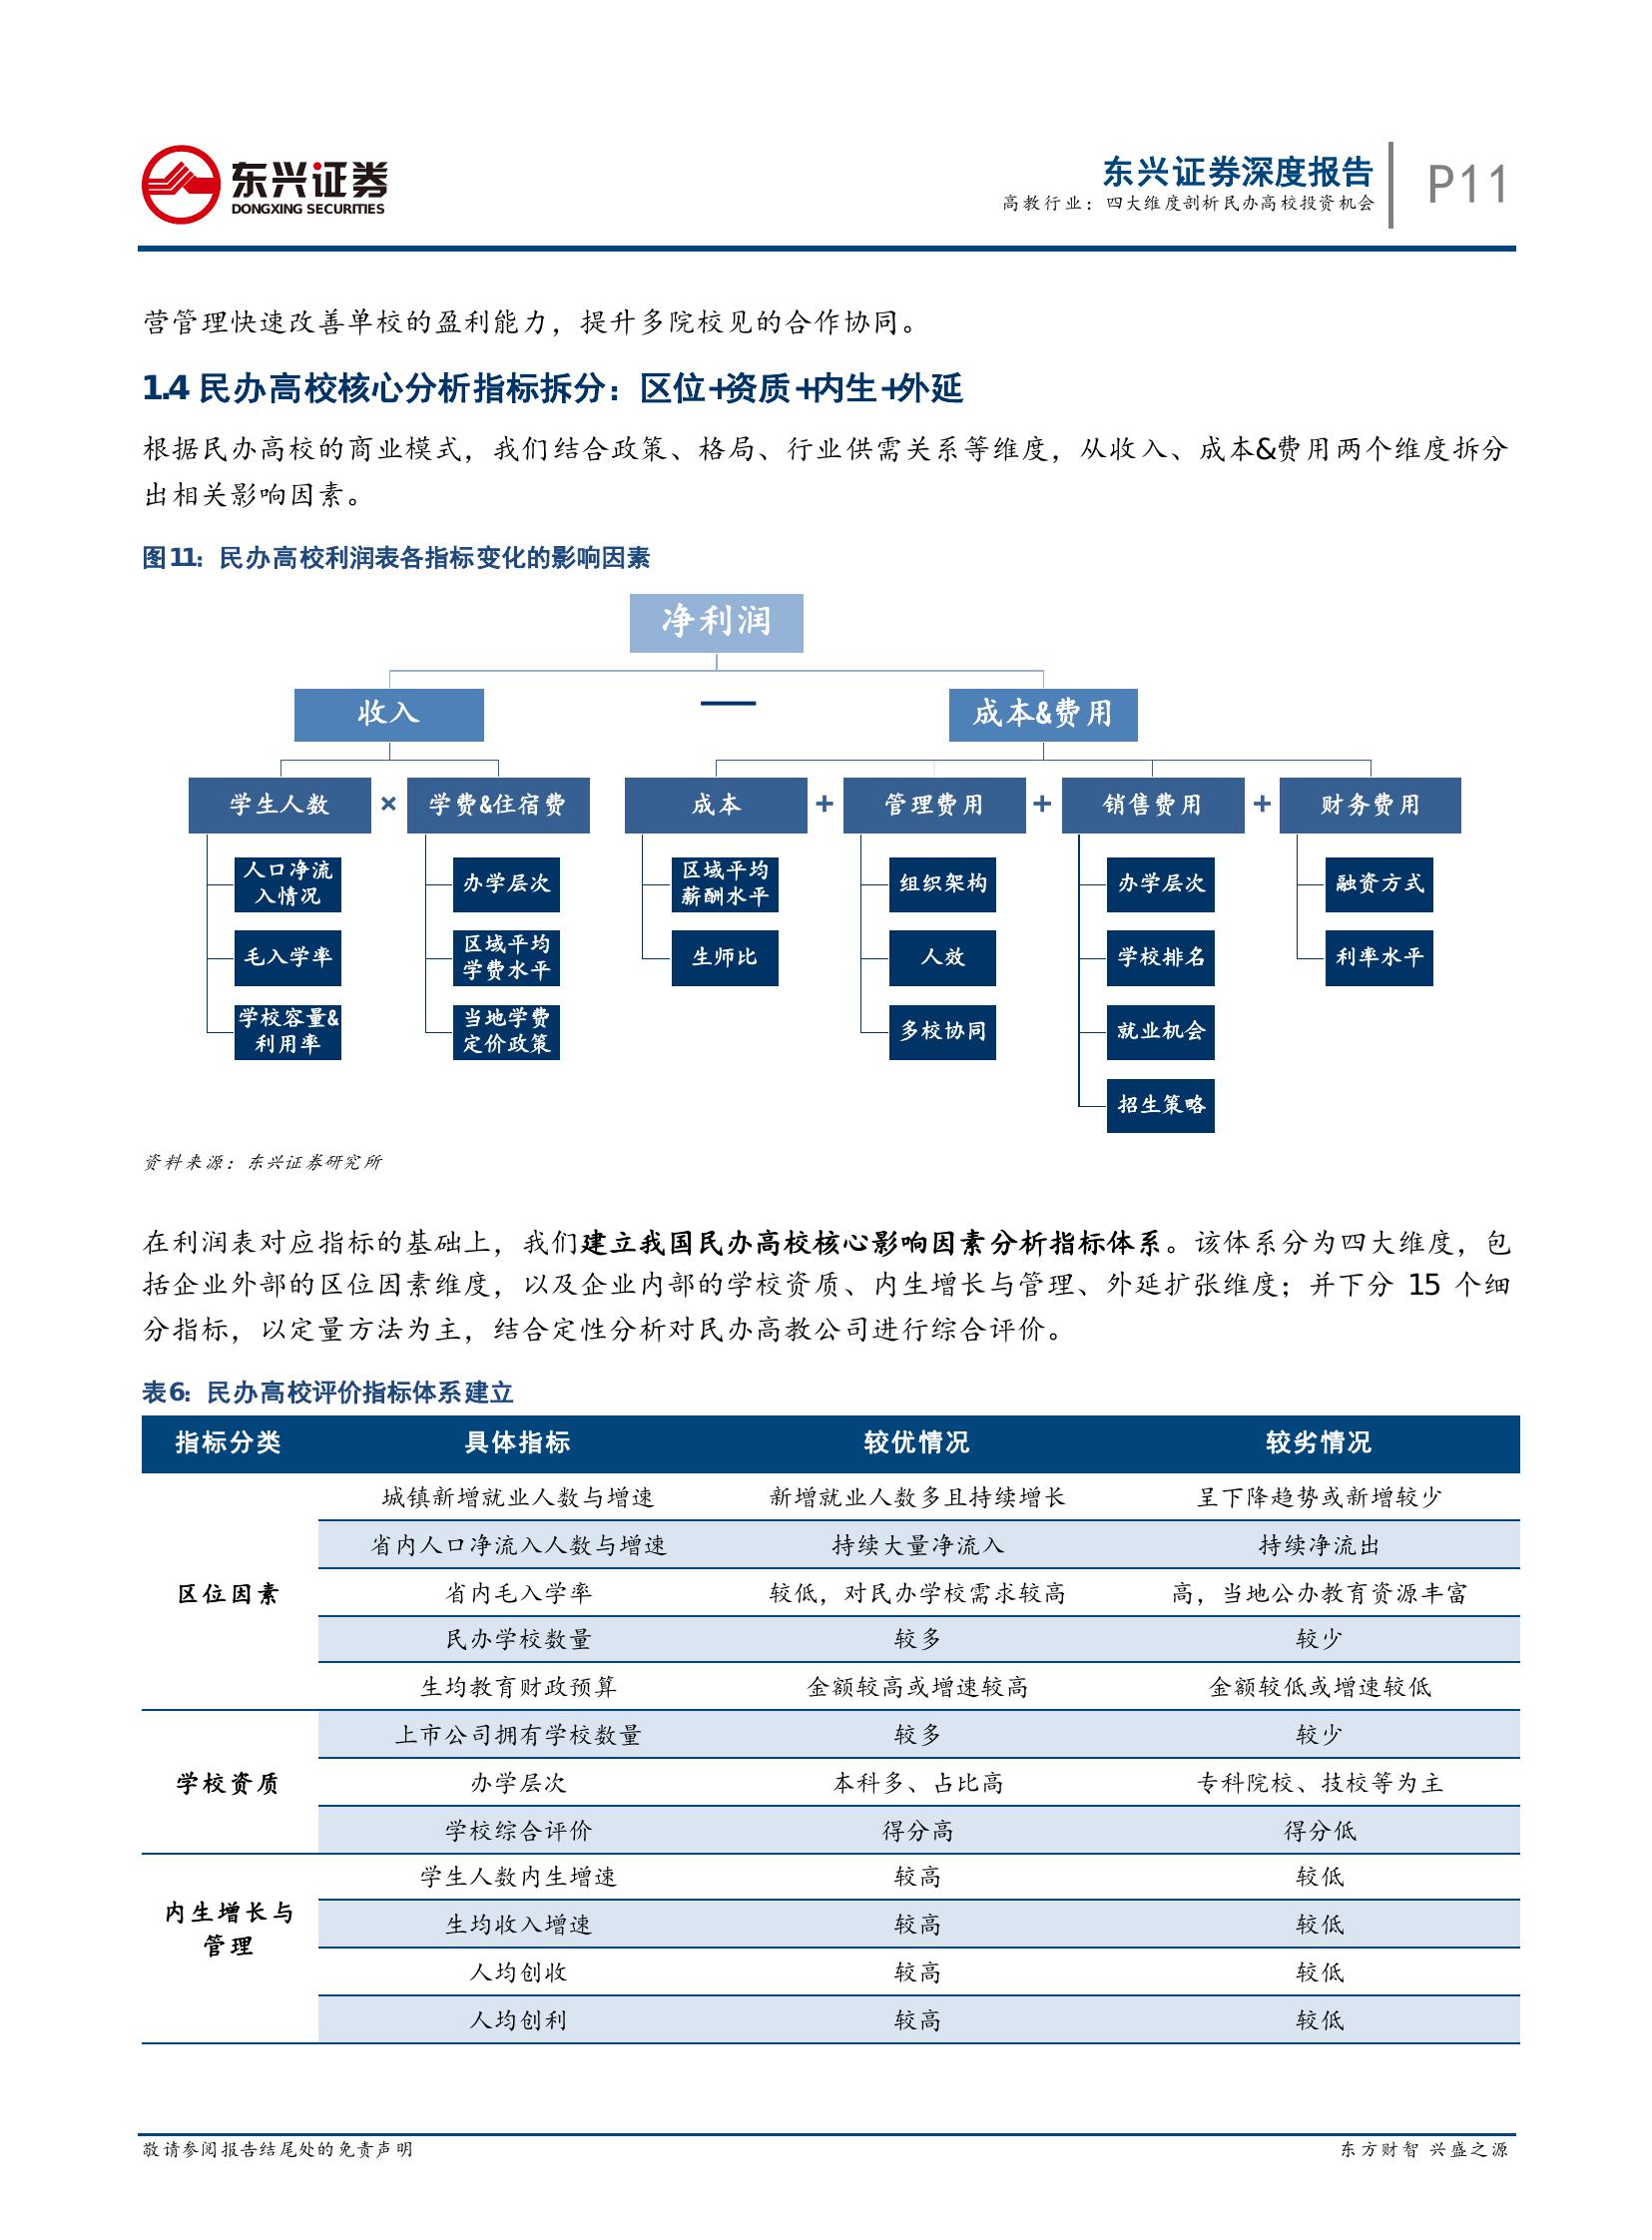 东兴证券
DONGXING SECURITIES
东兴证券深度报告
高教行业：四大维度剖析民办高校投资机会
P11
营管理快速改善单校的盈利能力，提升多院校见的合作协同。
1.4 民办高校核心分析指标拆分：区位+资质+内生+外延
根据民办高校的商业模式，我们结合政策、格局、行业供需关系等维度，从收入、成本&费用两个维度拆分
出相关影响因素。
图11：民办高校利润表各指标变化的影响因素
净利润
收入 — 成本&费用
学生人数 × 学费&住宿费 成本 + 管理费用 + 销售费用 + 财务费用
人口净流
入情况
毛入学率
学校容量&
利用率
办学层次
区域平均
学费水平
当地学费
定价政策
区域平均
薪酬水平
生师比
组织架构
人效
多校协同
办学层次
学校排名
就业机会
招生策略
融资方式
利率水平
资料来源：东兴证券研究所
在利润表对应指标的基础上，我们建立我国民办高校核心影响因素分析指标体系。该体系分为四大维度，包
括企业外部的区位因素维度，以及企业内部的学校资质、内生增长与管理、外延扩张维度；并下分 15 个细
分指标，以定量方法为主，结合定性分析对民办高教公司进行综合评价。
表6：民办高校评价指标体系建立
指标分类 具体指标 较优情况 较劣情况
区位因素
城镇新增就业人数与增速 新增就业人数多且持续增长 呈下降趋势或新增较少
省内人口净流入人数与增速 持续大量净流入 持续净流出
省内毛入学率 较低，对民办学校需求较高 高，当地公办教育资源丰富
民办学校数量 较多 较少
生均教育财政预算 金额较高或增速较高 金额较低或增速较低
学校资质
上市公司拥有学校数量 较多 较少
办学层次 本科多、占比高 专科院校、技校等为主
学校综合评价 得分高 得分低
内生增长与
管理
学生人数内生增速 较高 较低
生均收入增速 较高 较低
人均创收 较高 较低
人均创利 较高 较低
敬请参阅报告结尾处的免责声明
东方财智 兴盛之源